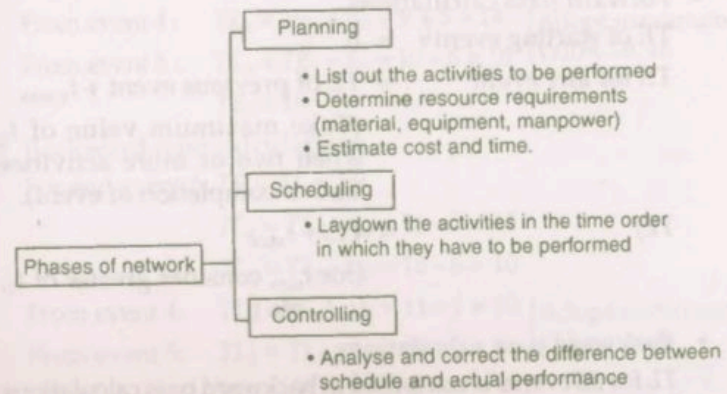 Planning
• List out the activities to be performed
• Determine resource requirements
(material, equipment, manpower)
• Estimate cost and time.
Scheduling
• Laydown the activities in the time order
in which they have to be performed
Phases of network
Controlling
• Analyse and correct the difference between
schedule and actual performance